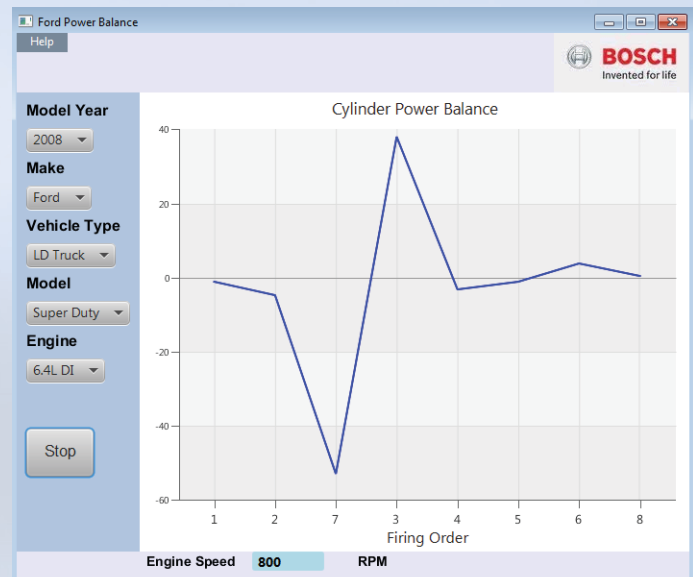 Ford Power Balance
Help
BOSCH
Invented for life
Model Year
2008
Make
Ford
Vehicle Type
LD Truck
Model
Super Duty
Engine
6.4L DI
Stop
Cylinder Power Balance
40
20
0
-20
-40
-60
1 2 7 3 4 5 6 8
Firing Order
Engine Speed 800 RPM